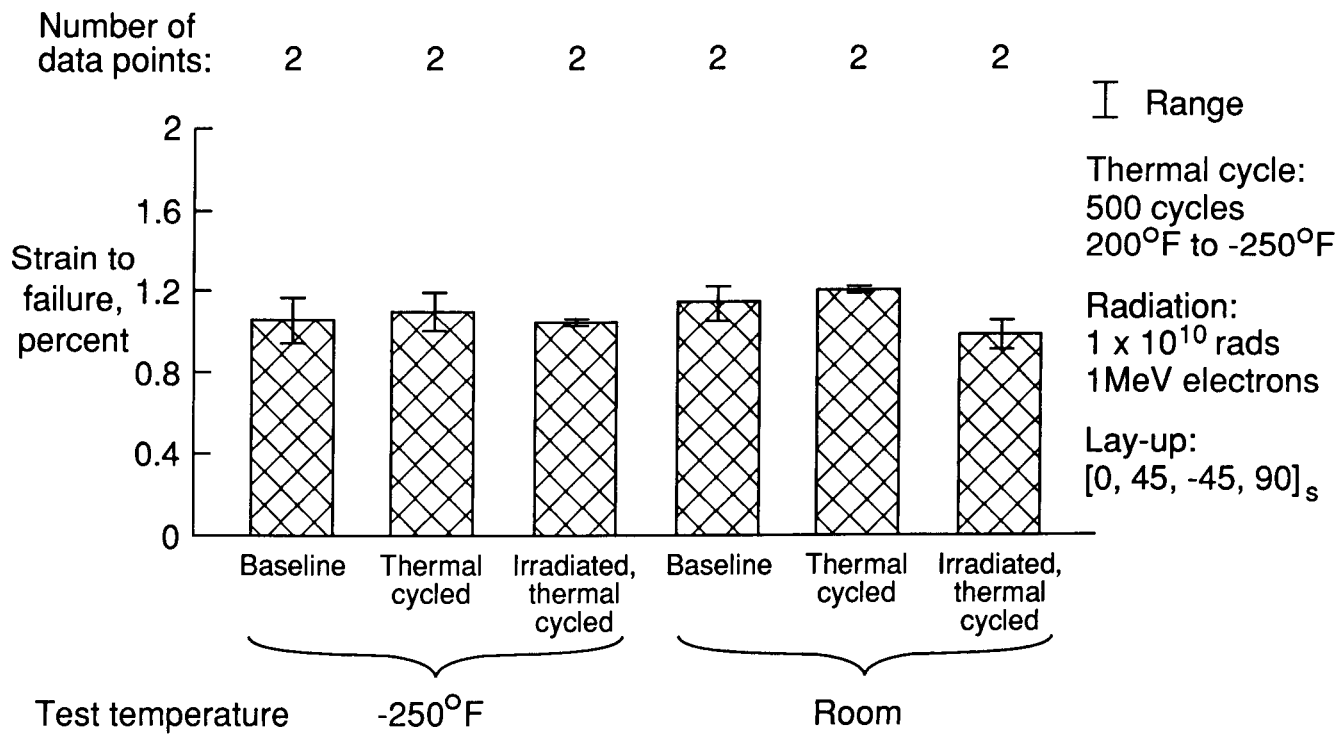 Number of
data points: 2 2 2 2 2 2
Range
Thermal cycle:
500 cycles
200°F to -250°F
Radiation:
1 x 10¹⁰ rads
1MeV electrons
Lay-up:
[0, 45, -45, 90]ₛ
Strain to
failure,
percent
2
1.6
1.2
0.8
0.4
0
Baseline
Thermal
cycled
Irradiated,
thermal
cycled
Baseline
Thermal
cycled
Irradiated,
thermal
cycled
Test temperature -250°F Room